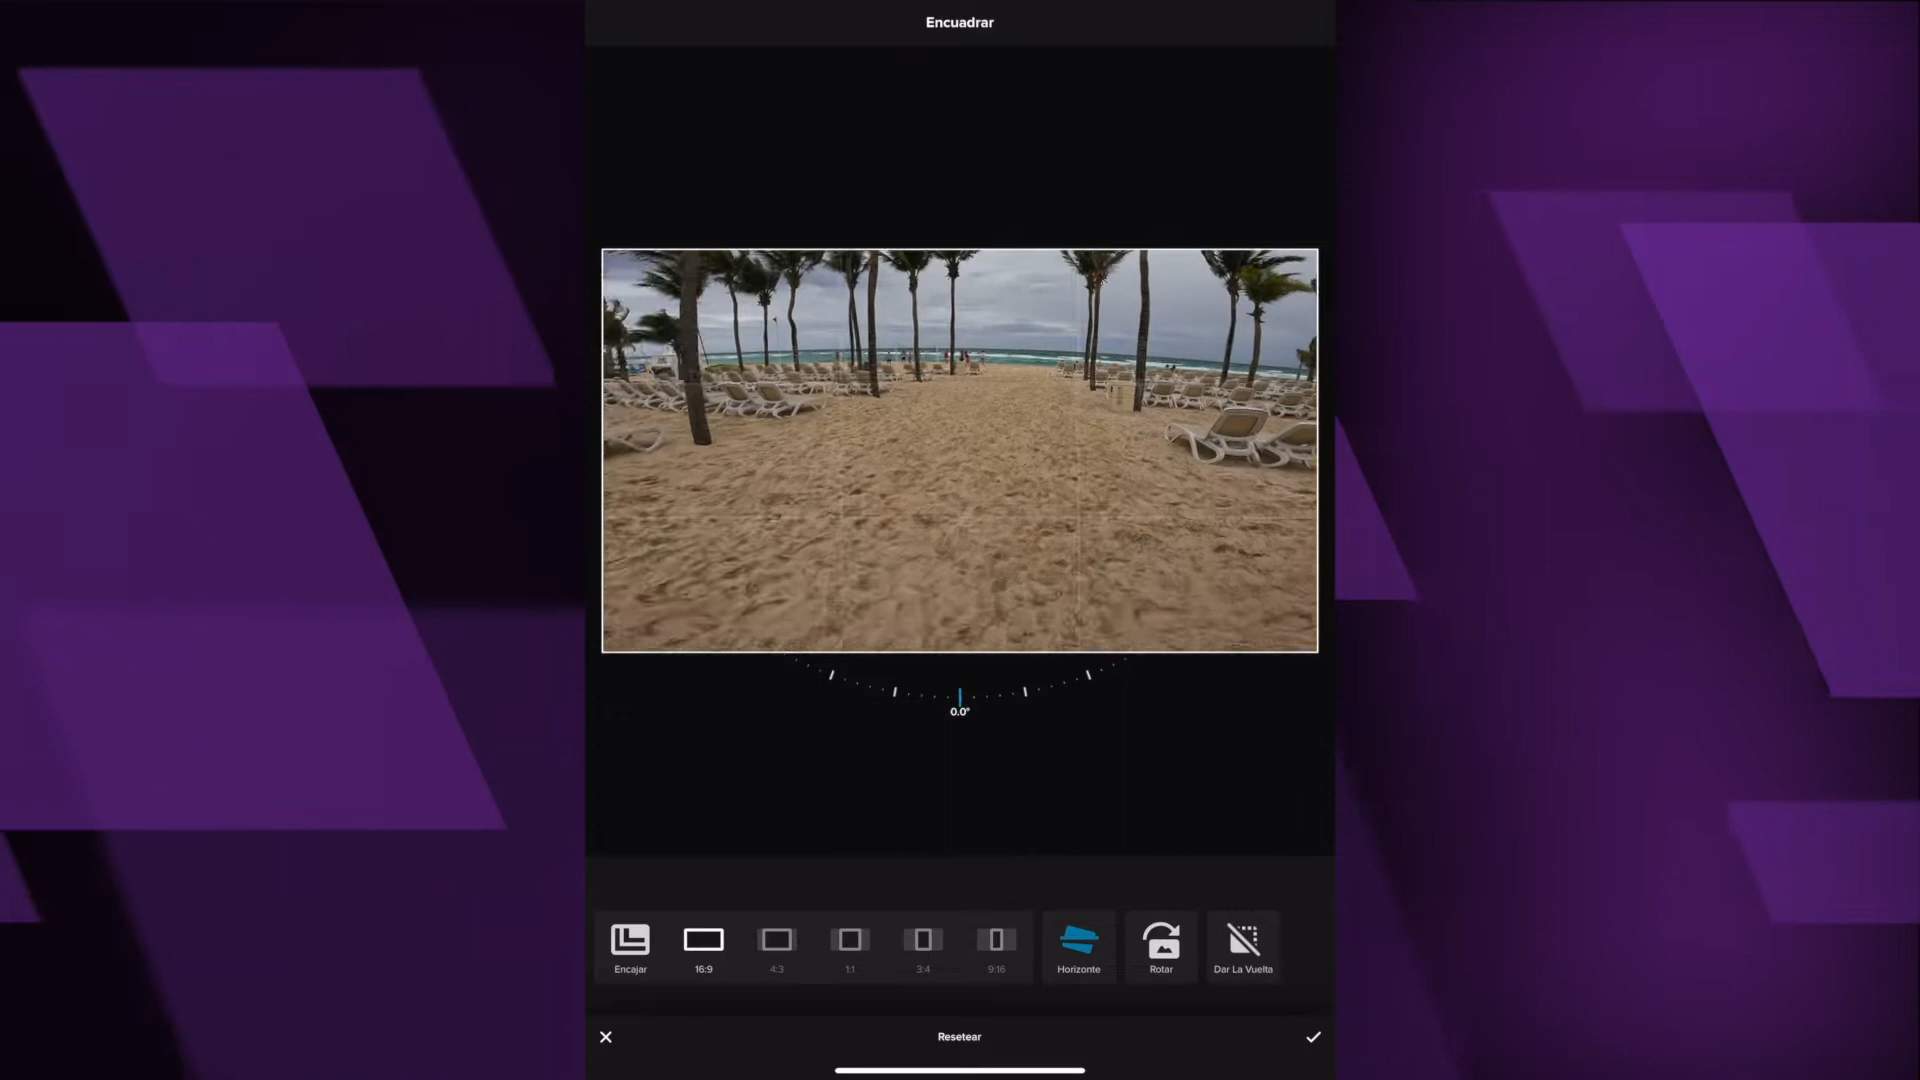 Encuadrar
0.0°
Encajar
16:9
4:3
1:1
3:4
9:16
Horizonte
Rotar
Dar La Vuelta
Resetear